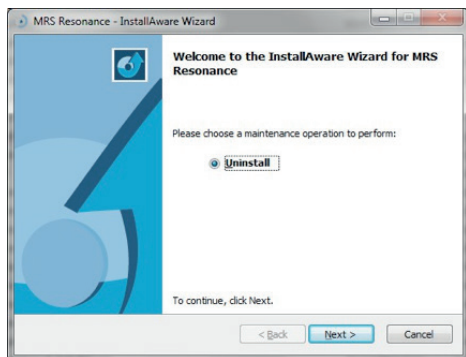 MRS Resonance - InstallAware Wizard
Welcome to the InstallAware Wizard for MRS
Resonance
Please choose a maintenance operation to perform:
Uninstall
To continue, click Next.
< Back Next > Cancel